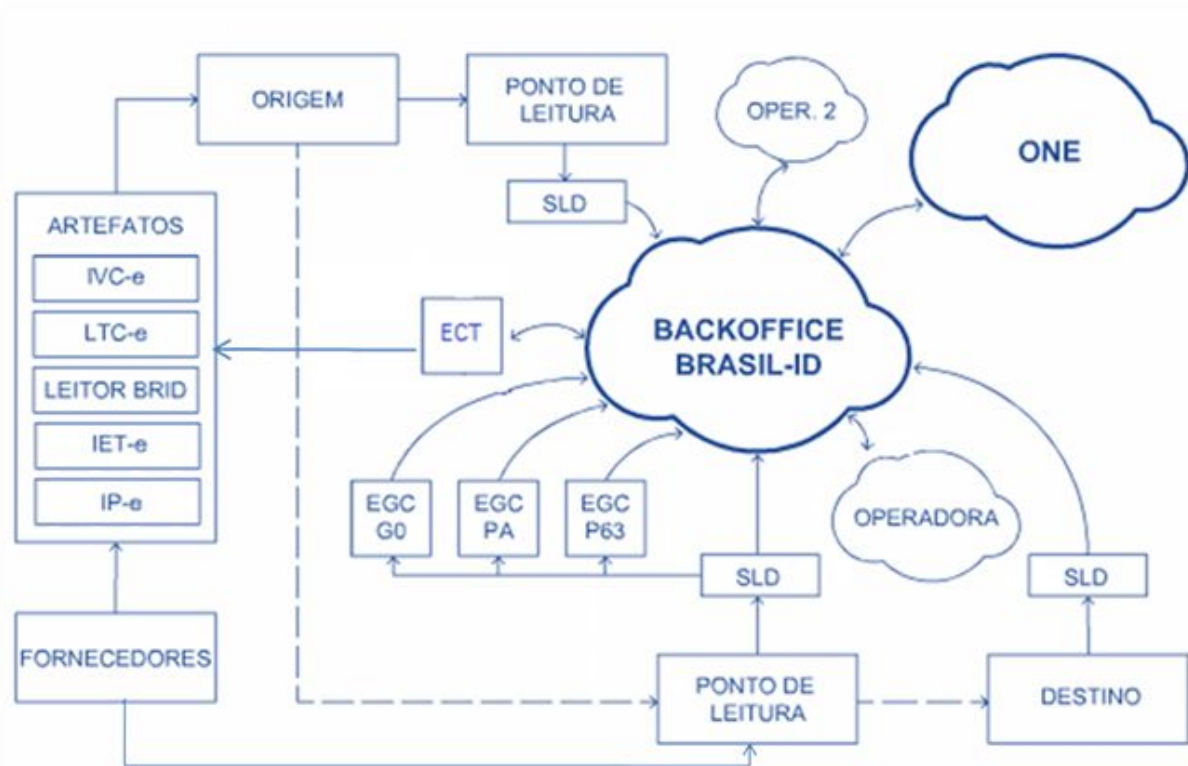 ORIGEM
PONTO DE
LEITURA
OPER. 2
ONE
SLD
ARTEFATOS
IVC-e
LTC-e
LEITOR BRID
IET-e
IP-e
ECT
BACKOFFICE
BRASIL-ID
EGC
G0
EGC
PA
EGC
P63
OPERADORA
SLD
SLD
FORNECEDORES
PONTO DE
LEITURA
DESTINO